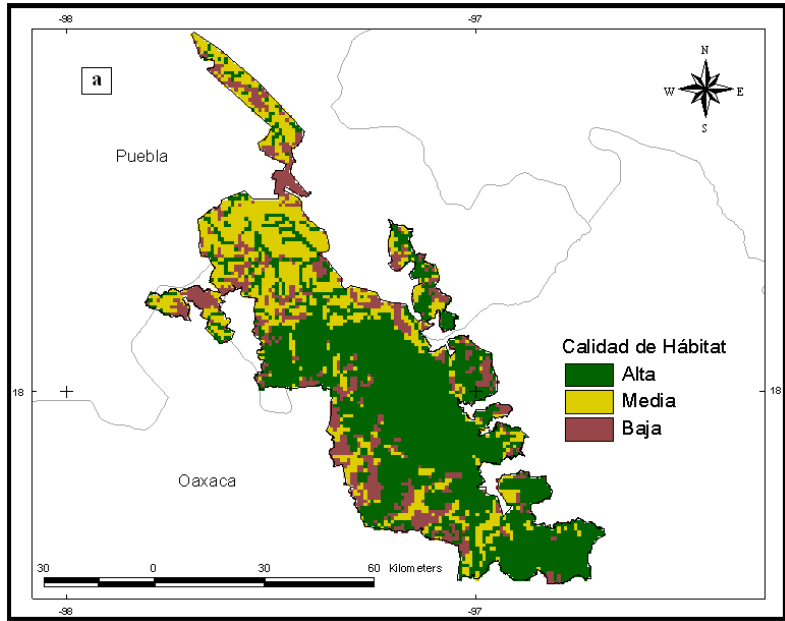 -98 -97
a
N
W E
S
Puebla
Calidad de Hábitat
Alta
18 18
Media
Baja
Oaxaca
30 0 30 60 Kilometers
-98 -97